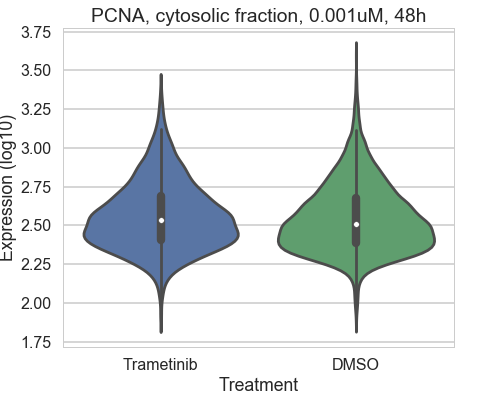 PCNA, cytosolic fraction, 0.001uM, 48h
3.75
3.50
3.25
3.00
2.75
2.50
2.25
2.00
1.75
Expression (log10)
Trametinib
DMSO
Treatment